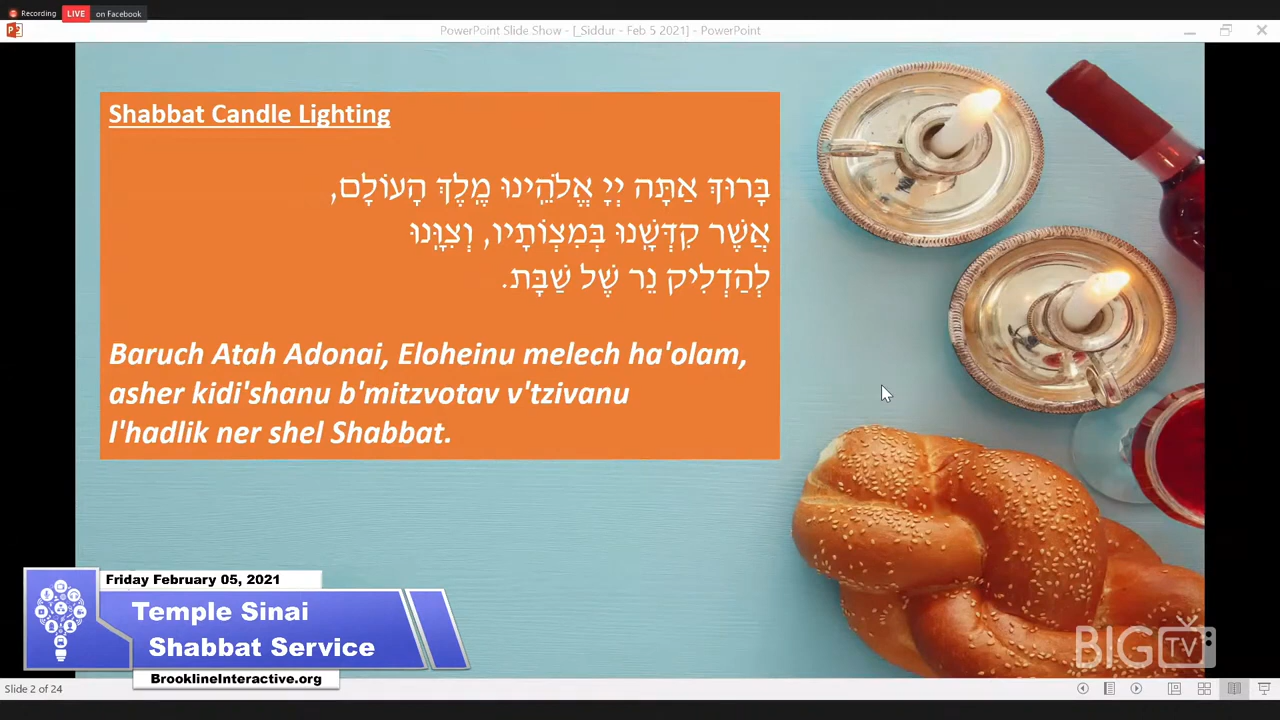 Recording
LIVE on Facebook
PowerPoint Slide Show - [_Siddur - Feb 5 2021] - PowerPoint
Shabbat Candle Lighting
בָּרוּךְ אַתָּה יְיָ אֱלֹהֵֽינוּ מֶֽלֶךְ הָעוֹלָם,
אֲשֶׁר קִדְּשָֽׁנוּ בְּמִצְוֹתָיו, וְצִוָּֽנוּ
לְהַדְלִיק נֵר שֶׁל שַׁבָּת.
Baruch Atah Adonai, Eloheinu melech ha'olam,
asher kidi'shanu b'mitzvotav v'tzivanu
l'hadlik ner shel Shabbat.
Friday February 05, 2021
Temple Sinai
Shabbat Service
BrooklineInteractive.org
BIG TV
Slide 2 of 24